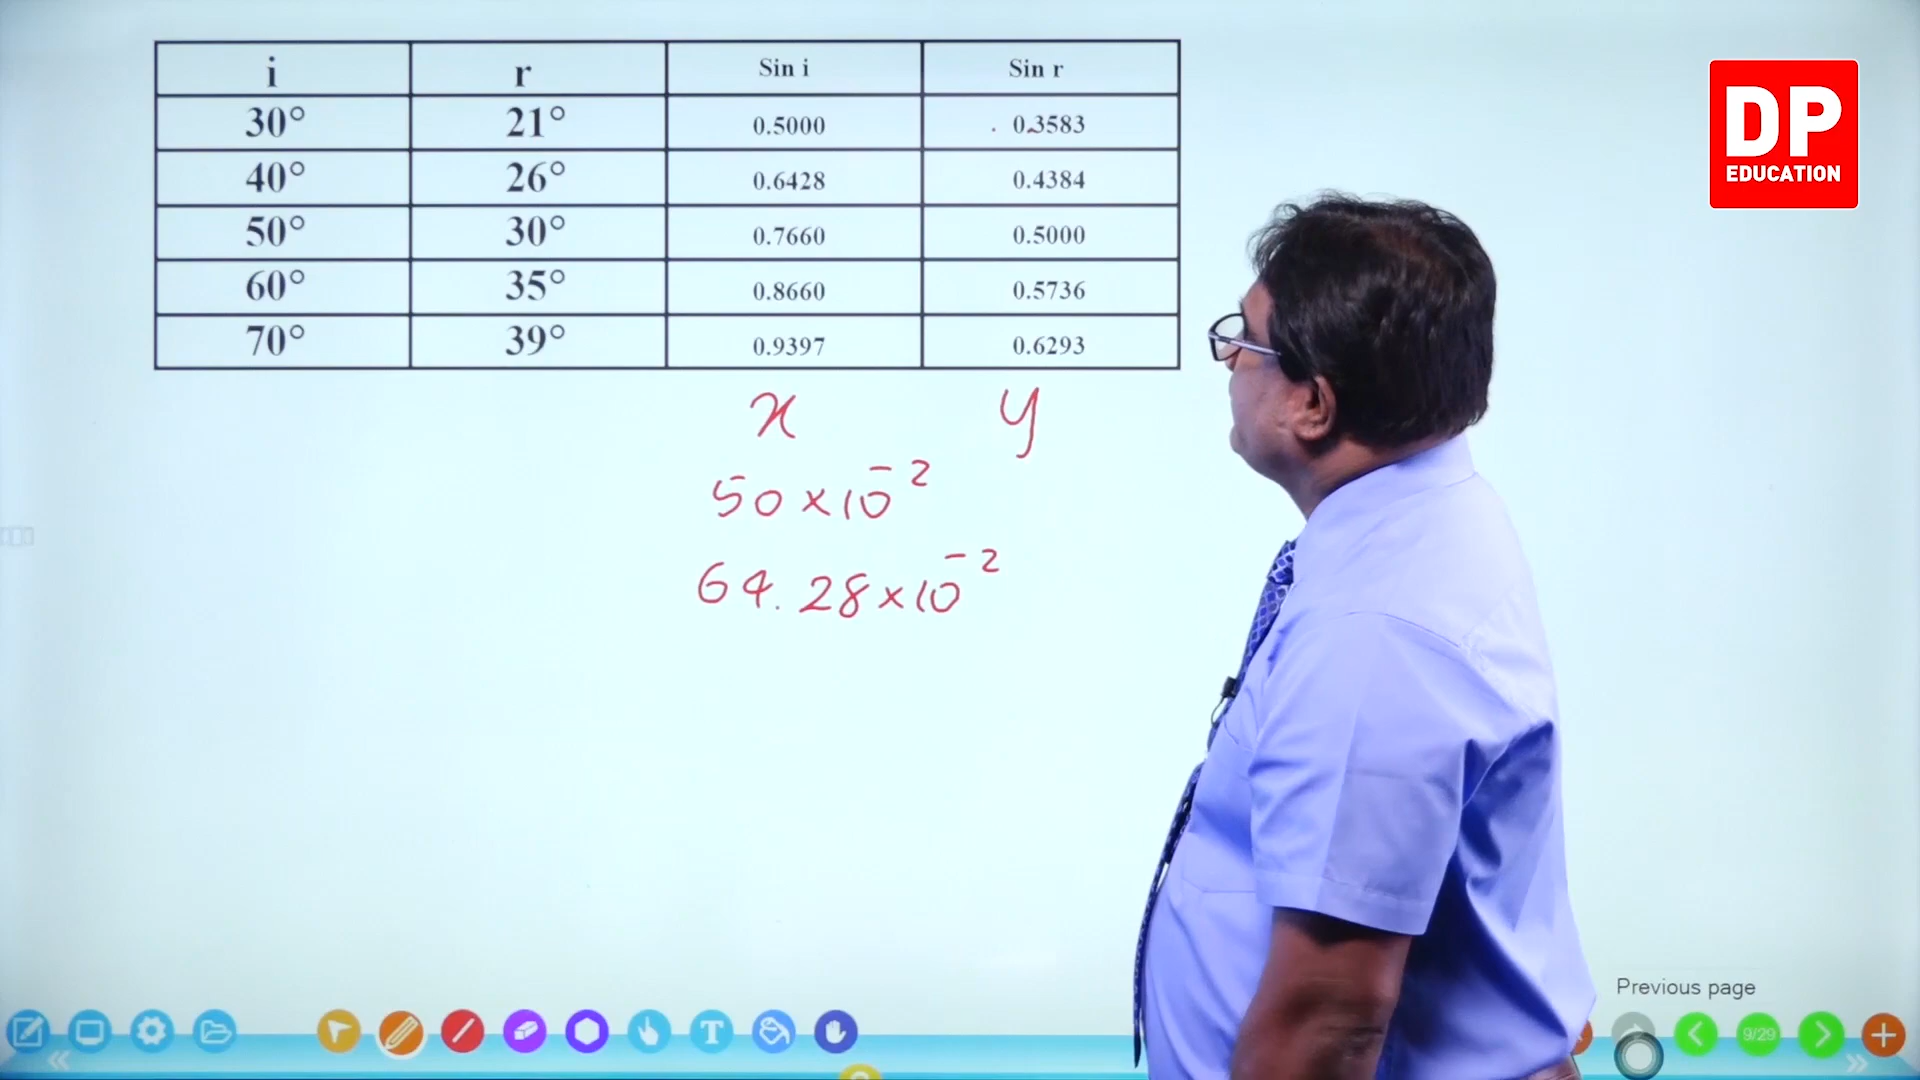 i r Sin i Sin r
30° 21° 0.5000 0.3583
40° 26° 0.6428 0.4384
50° 30° 0.7660 0.5000
60° 35° 0.8660 0.5736
70° 39° 0.9397 0.6293
x y
50 × 10⁻²
64.28 × 10⁻²
DP
EDUCATION
Previous page
T 9/29